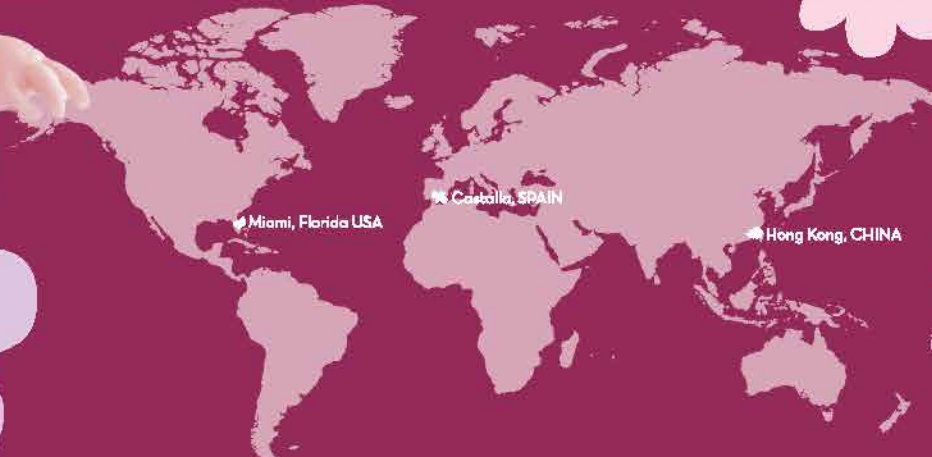 Miami, Florida USA
Castalla, SPAIN
Hong Kong, CHINA